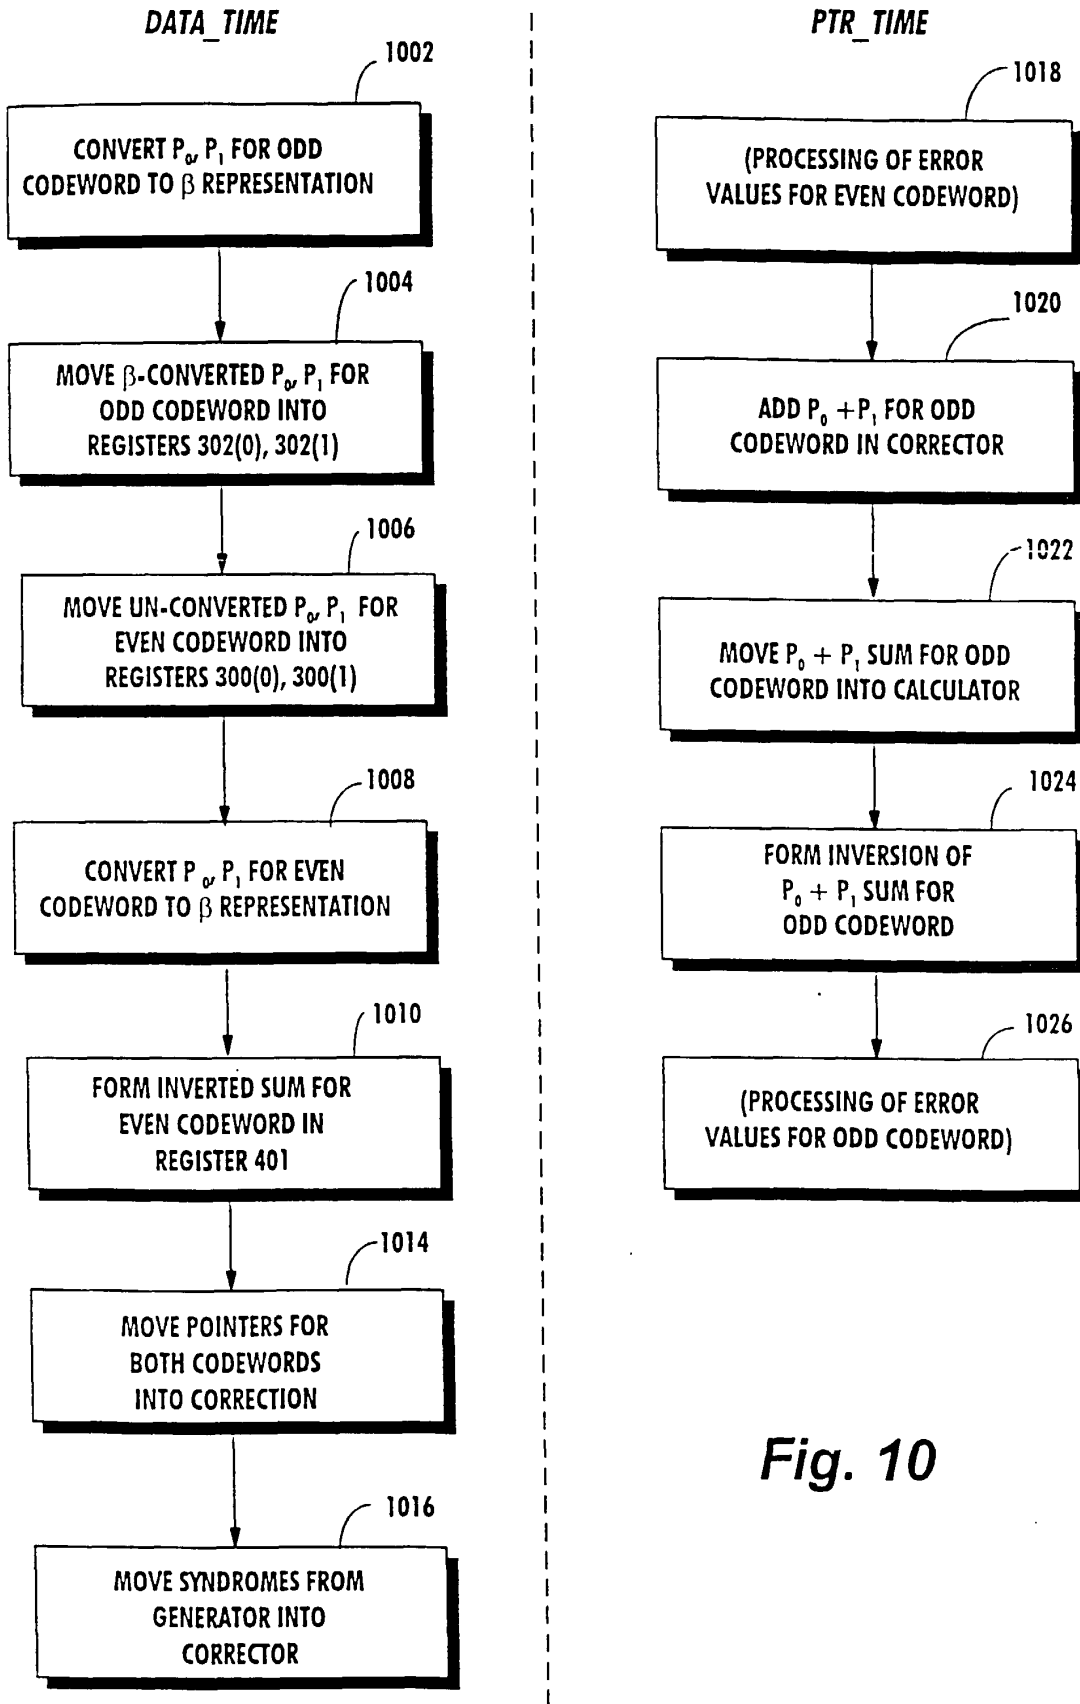 DATA_TIME
1002
CONVERT P₀, P₁ FOR ODD
CODEWORD TO β REPRESENTATION
1004
MOVE β-CONVERTED P₀, P₁ FOR
ODD CODEWORD INTO
REGISTERS 302(0), 302(1)
1006
MOVE UN-CONVERTED P₀, P₁ FOR
EVEN CODEWORD INTO
REGISTERS 300(0), 300(1)
1008
CONVERT P₀, P₁ FOR EVEN
CODEWORD TO β REPRESENTATION
1010
FORM INVERTED SUM FOR
EVEN CODEWORD IN
REGISTER 401
1014
MOVE POINTERS FOR
BOTH CODEWORDS
INTO CORRECTION
1016
MOVE SYNDROMES FROM
GENERATOR INTO
CORRECTOR
PTR_TIME
1018
(PROCESSING OF ERROR
VALUES FOR EVEN CODEWORD)
1020
ADD P₀ + P₁ FOR ODD
CODEWORD IN CORRECTOR
1022
MOVE P₀ + P₁ SUM FOR ODD
CODEWORD INTO CALCULATOR
1024
FORM INVERSION OF
P₀ + P₁ SUM FOR
ODD CODEWORD
1026
(PROCESSING OF ERROR
VALUES FOR ODD CODEWORD)
Fig. 10